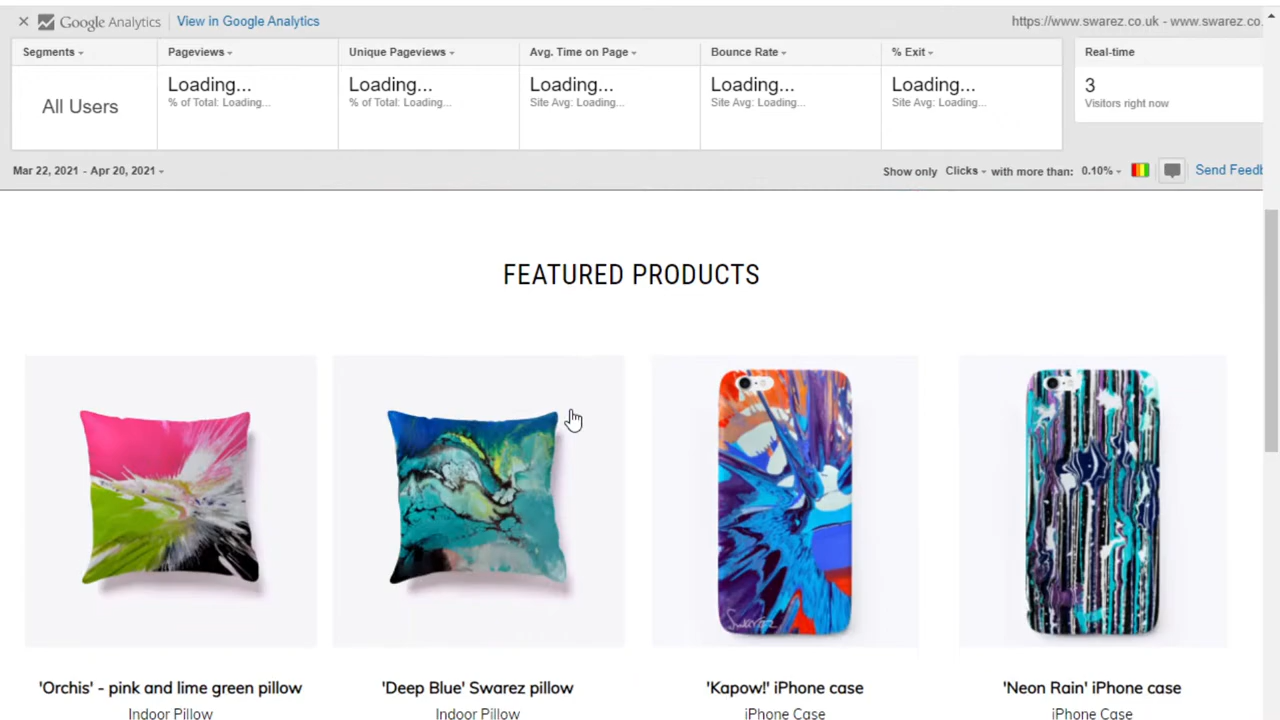 Google Analytics View in Google Analytics https://www.swarez.co.uk - www.swarez.co.
Segments Pageviews Unique Pageviews Avg. Time on Page Bounce Rate % Exit Real-time
All Users Loading... Loading... Loading... Loading... Loading... 3
% of Total: Loading... % of Total: Loading... Site Avg: Loading... Site Avg: Loading... Site Avg: Loading... Visitors right now
Mar 22, 2021 - Apr 20, 2021 Show only Clicks with more than: 0.10% Send Feedb
FEATURED PRODUCTS
Swarez
'Orchis' - pink and lime green pillow 'Deep Blue' Swarez pillow 'Kapow!' iPhone case 'Neon Rain' iPhone case
Indoor Pillow Indoor Pillow iPhone Case iPhone Case